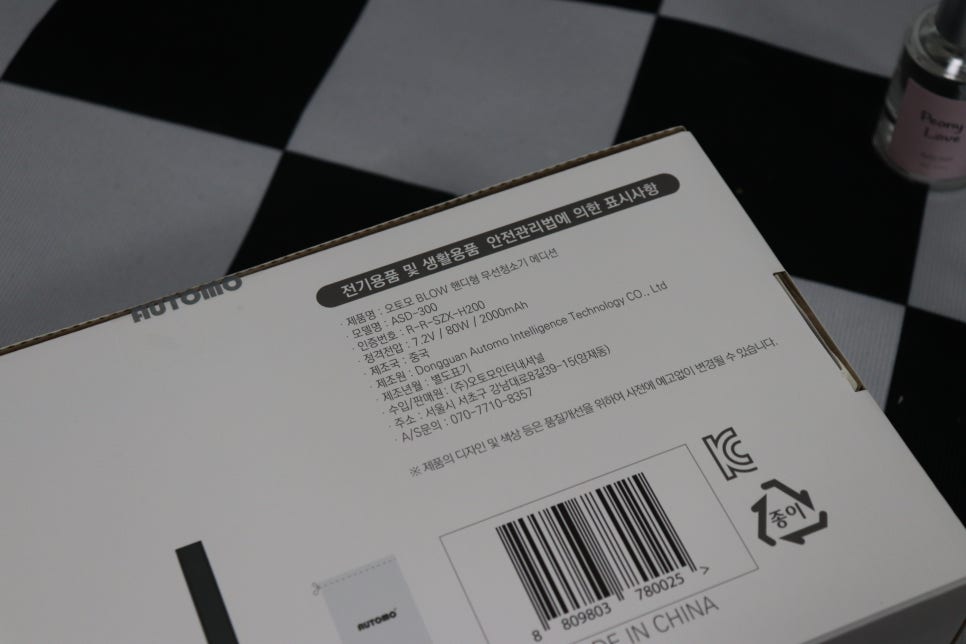 전기용품 및 생활용품 안전관리법에 의한 표시사항
· 제품명 : 오토모 BLOW 핸디형 무선청소기 에디션
· 모델명 : ASD-300
· 인증번호 : R-R-SZX-H200
· 정격전압 : 7.2V / 80W / 2000mAh
· 제조국 : 중국
· 제조원 : Dongguan Automo Intelligence Technology CO., Ltd
· 제조년월 : 별도표기
· 수입/판매원 : (주)오토모인터내셔널
· 주소 : 서울시 서초구 강남대로8길39-15(양재동)
· A/S문의 : 070-7710-8357
※ 제품의 디자인 및 색상 등은 품질개선을 위하여 사전에 예고없이 변경될 수 있습니다.
AUTOMO
종이
8 809803 780025 >
MADE IN CHINA
AUTOMO
Peony
Love